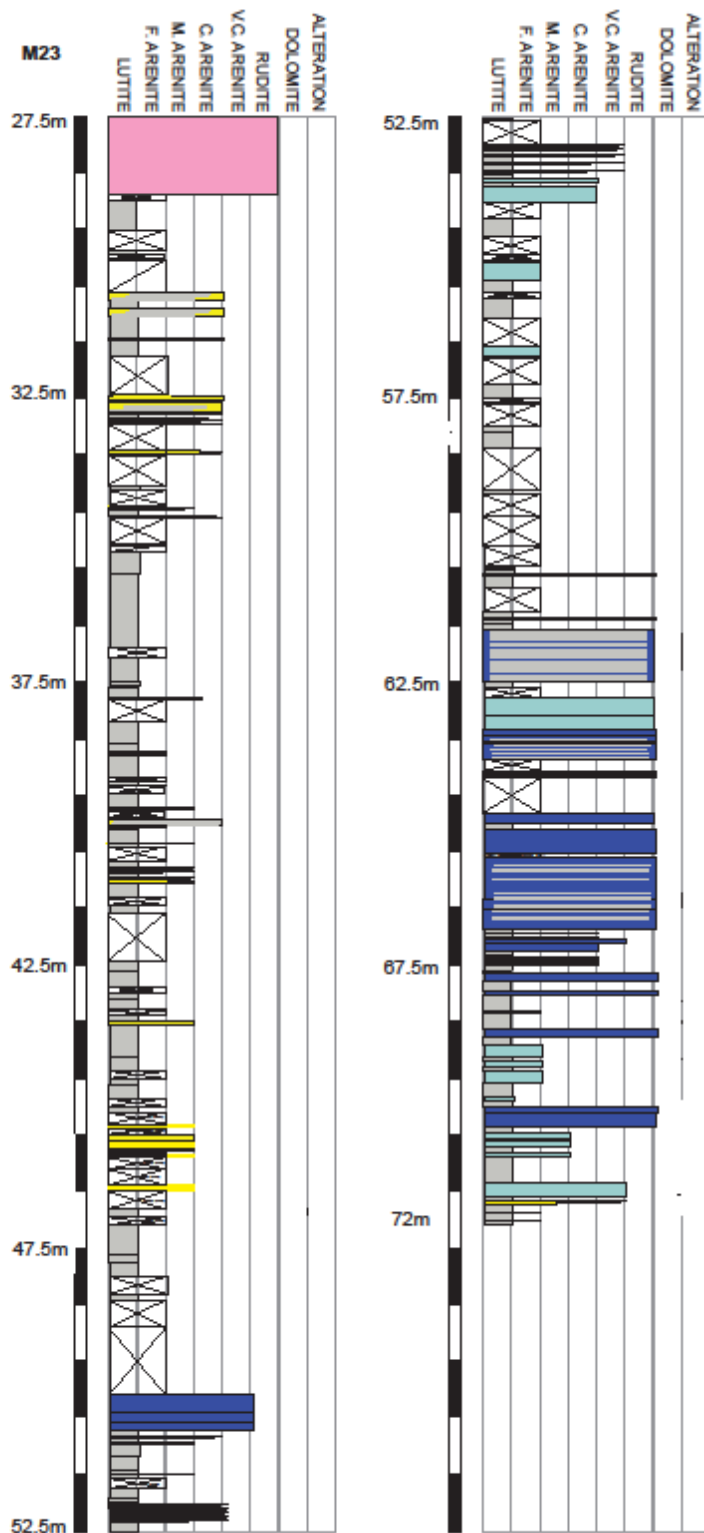 M23
LUTITE
F. ARENITE
M. ARENITE
C. ARENITE
V.C. ARENITE
RUDITE
DOLOMITE
ALTERATION
27.5m
32.5m
37.5m
42.5m
47.5m
52.5m
LUTITE
F. ARENITE
M. ARENITE
C. ARENITE
V.C. ARENITE
RUDITE
DOLOMITE
ALTERATION
52.5m
57.5m
62.5m
67.5m
72m